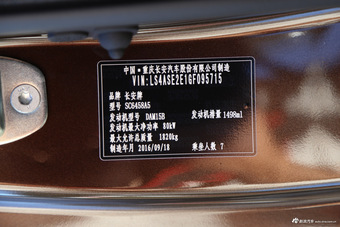 中国·重庆长安汽车股份有限公司制造
VIN:LS4ASE2E1GF095715
品牌 长安牌
型号 SC6458A5
发动机型号 DAM15B 发动机排量 1498ml
发动机最大净功率 80kW
最大允许总质量 1820kg
制造年月 2016/09/18 乘坐人数 7